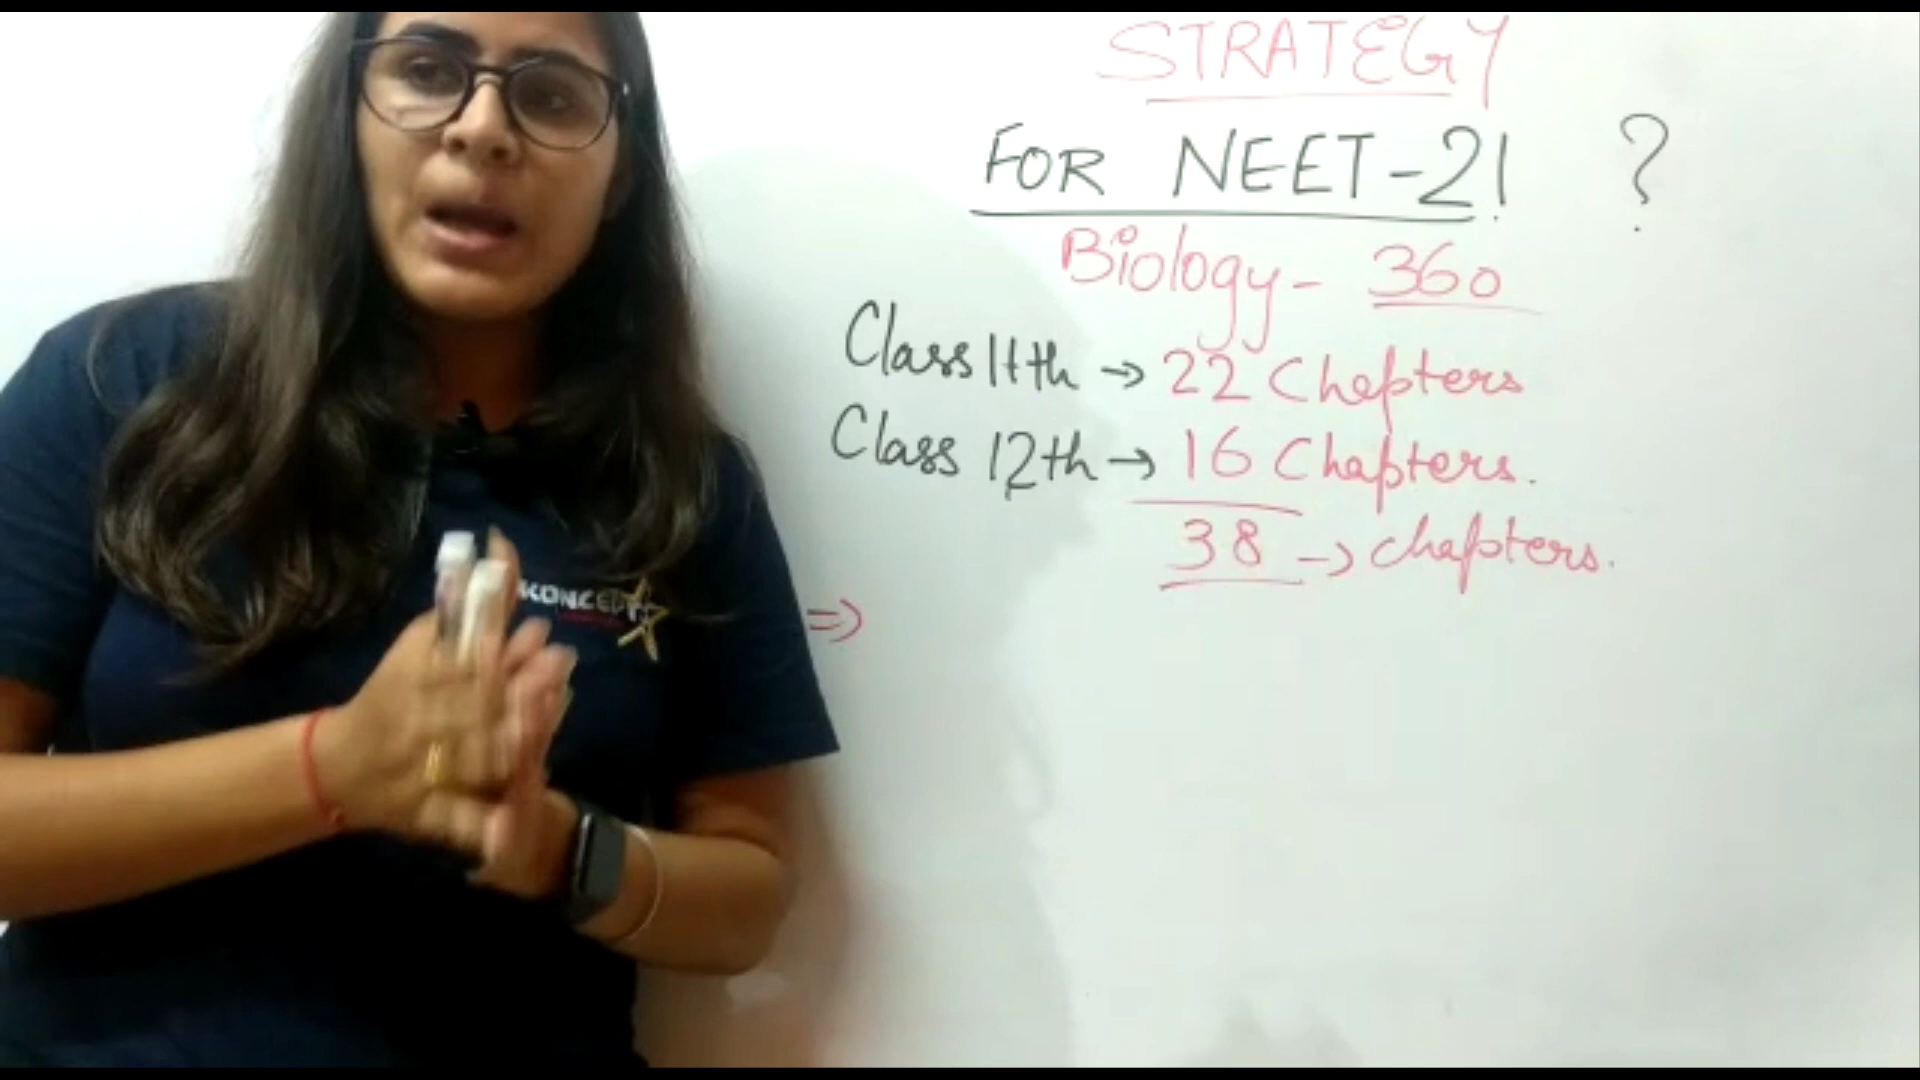 STRATEGY
FOR NEET-21 ?
Biology - 360
Class 11th → 22 Chapters
Class 12th → 16 Chapters.
38 → chapters.
⇒
KONCEPT